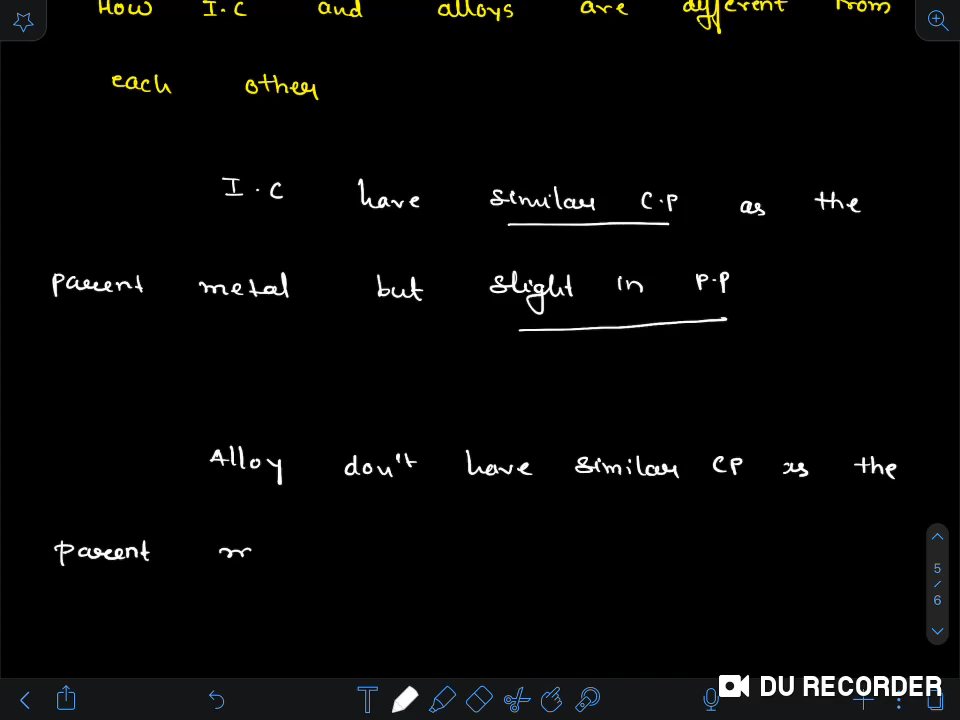 How I.C and alloys are different from
each other
I.C have similar C.P as the
parent metal but slight in P.P
Alloy don't have similar CP as the
parent m
5
/
6
DU RECORDER